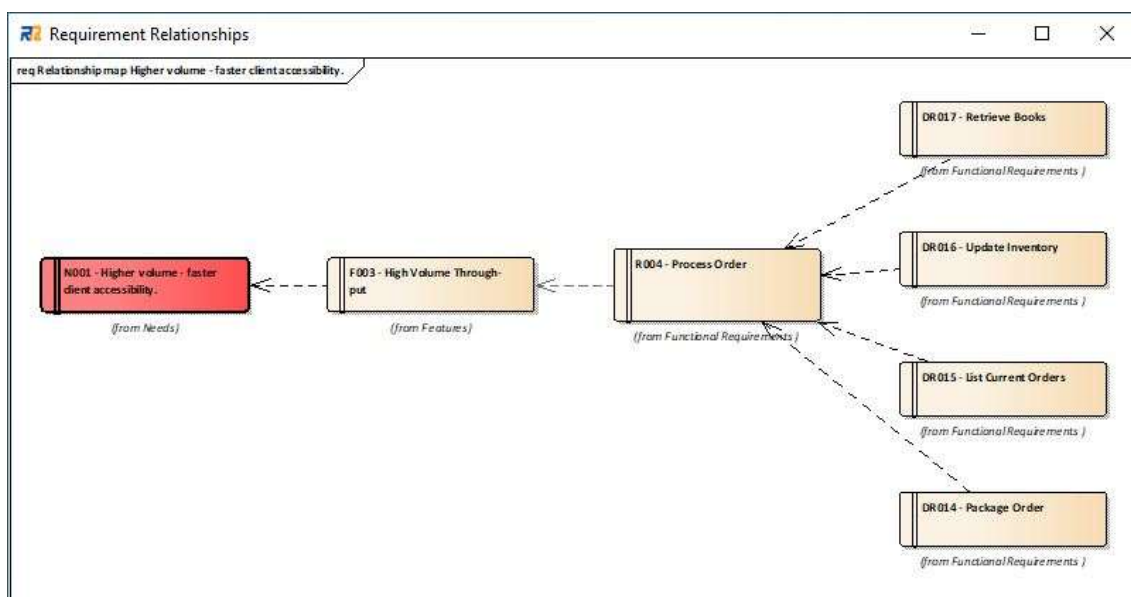 Requirement Relationships
req Relationship map Higher volume - faster client accessibility.
DR017 - Retrieve Books
(from Functional Requirements )
N001 - Higher volume - faster
client accessibility.
(from Needs)
F003 - High Volume Through-
put
(from Features)
R004 - Process Order
(from Functional Requirements )
DR016 - Update Inventory
(from Functional Requirements )
DR015 - List Current Orders
(from Functional Requirements )
DR014 - Package Order
(from Functional Requirements )